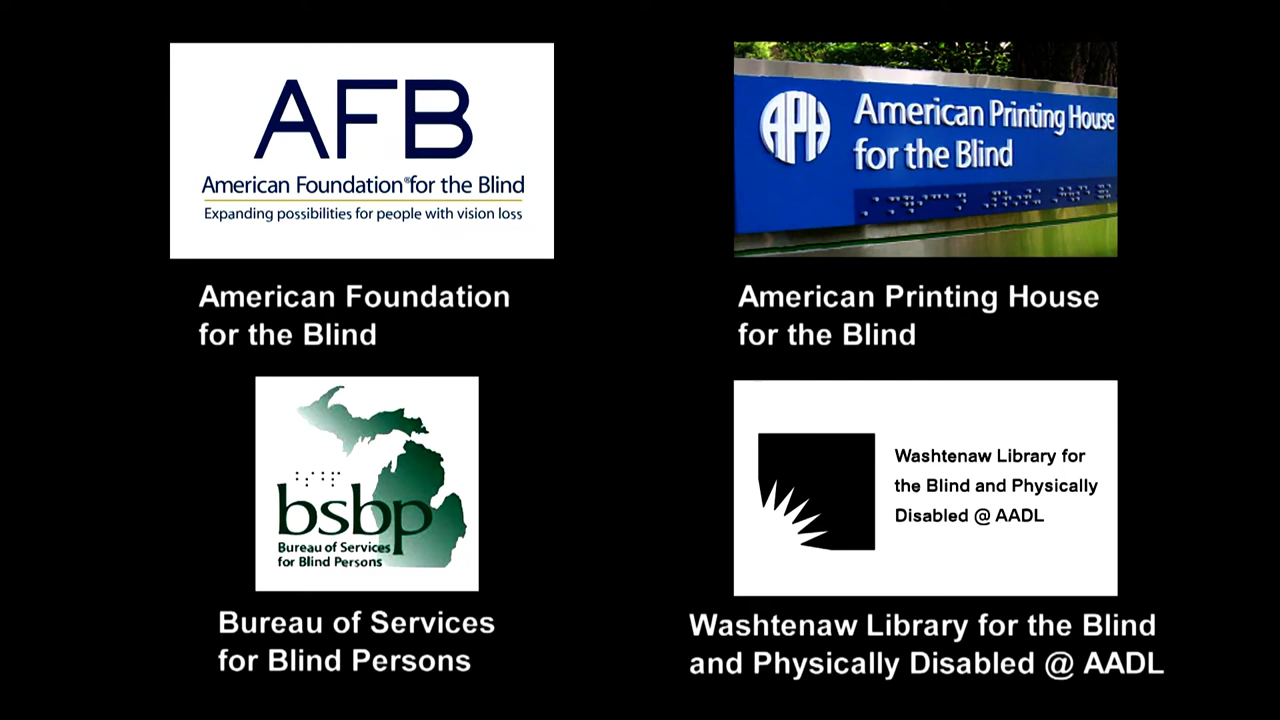 AFB
American Foundation® for the Blind
Expanding possibilities for people with vision loss
American Foundation
for the Blind
APH
American Printing House
for the Blind
American Printing House
for the Blind
bsbp
Bureau of Services
for Blind Persons
Bureau of Services
for Blind Persons
Washtenaw Library for
the Blind and Physically
Disabled @ AADL
Washtenaw Library for the Blind
and Physically Disabled @ AADL